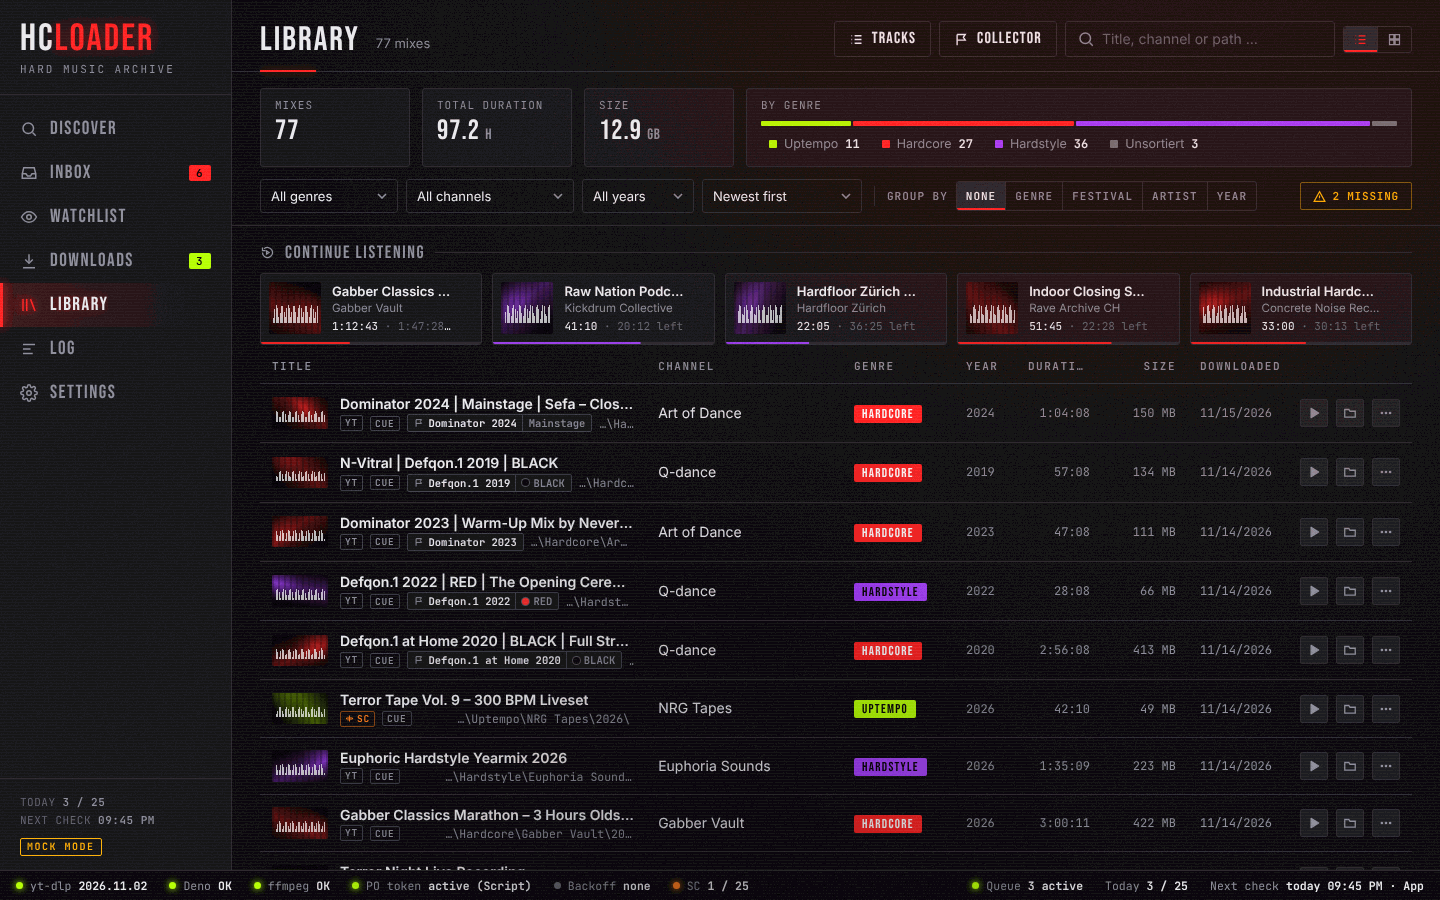 HCLOADER
HARD MUSIC ARCHIVE
DISCOVER
INBOX 6
WATCHLIST
DOWNLOADS 3
LIBRARY
LOG
SETTINGS
TODAY 3 / 25
NEXT CHECK 09:45 PM
MOCK MODE
LIBRARY 77 mixes
TRACKS
COLLECTOR
Title, channel or path ...
MIXES
77
TOTAL DURATION
97.2 H
SIZE
12.9 GB
BY GENRE
Uptempo 11 Hardcore 27 Hardstyle 36 Unsortiert 3
All genres All channels All years Newest first GROUP BY NONE GENRE FESTIVAL ARTIST YEAR 2 MISSING
CONTINUE LISTENING
Gabber Classics ...
Gabber Vault
1:12:43 · 1:47:28…
Raw Nation Podc...
Kickdrum Collective
41:10 · 20:12 left
Hardfloor Zürich ...
Hardfloor Zürich
22:05 · 36:25 left
Indoor Closing S...
Rave Archive CH
51:45 · 22:28 left
Industrial Hardc...
Concrete Noise Rec...
33:00 · 30:13 left
TITLE CHANNEL GENRE YEAR DURATI… SIZE DOWNLOADED
Dominator 2024 | Mainstage | Sefa – Clos...
YT CUE Dominator 2024 Mainstage …\Ha…
Art of Dance HARDCORE 2024 1:04:08 150 MB 11/15/2026
N-Vitral | Defqon.1 2019 | BLACK
YT CUE Defqon.1 2019 BLACK …\Hardc…
Q-dance HARDCORE 2019 57:08 134 MB 11/14/2026
Dominator 2023 | Warm-Up Mix by Never...
YT CUE Dominator 2023 …\Hardcore\Ar…
Art of Dance HARDCORE 2023 47:08 111 MB 11/14/2026
Defqon.1 2022 | RED | The Opening Cere...
YT CUE Defqon.1 2022 RED …\Hardst…
Q-dance HARDSTYLE 2022 28:08 66 MB 11/14/2026
Defqon.1 at Home 2020 | BLACK | Full Str...
YT CUE Defqon.1 at Home 2020 BLACK …
Q-dance HARDCORE 2020 2:56:08 413 MB 11/14/2026
Terror Tape Vol. 9 – 300 BPM Liveset
SC CUE …\Uptempo\NRG Tapes\2026\
NRG Tapes UPTEMPO 2026 42:10 49 MB 11/14/2026
Euphoric Hardstyle Yearmix 2026
YT CUE …\Hardstyle\Euphoria Sound…
Euphoria Sounds HARDSTYLE 2026 1:35:09 223 MB 11/14/2026
Gabber Classics Marathon – 3 Hours Olds...
YT CUE …\Hardcore\Gabber Vault\20…
Gabber Vault HARDCORE 2026 3:00:11 422 MB 11/14/2026
Terror Night Live Recording
yt-dlp 2026.11.02 Deno OK ffmpeg OK PO token active (Script) Backoff none SC 1 / 25 Queue 3 active Today 3 / 25 Next check today 09:45 PM · App